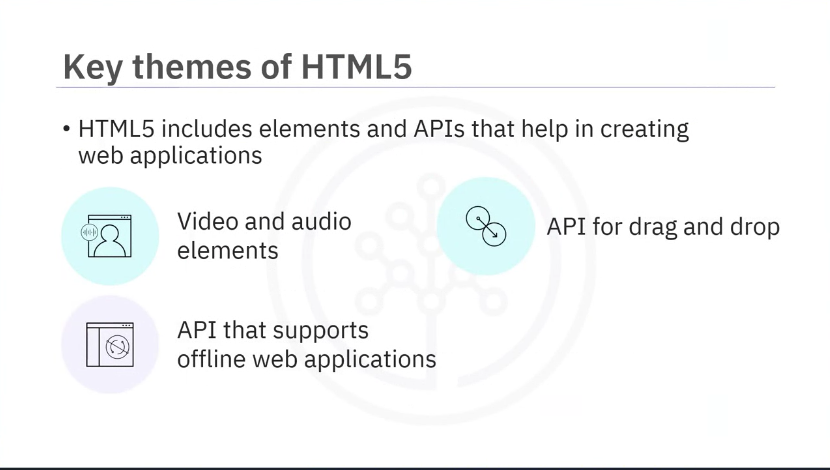 Key themes of HTML5
• HTML5 includes elements and APIs that help in creating
web applications
Video and audio
elements
API for drag and drop
API that supports
offline web applications